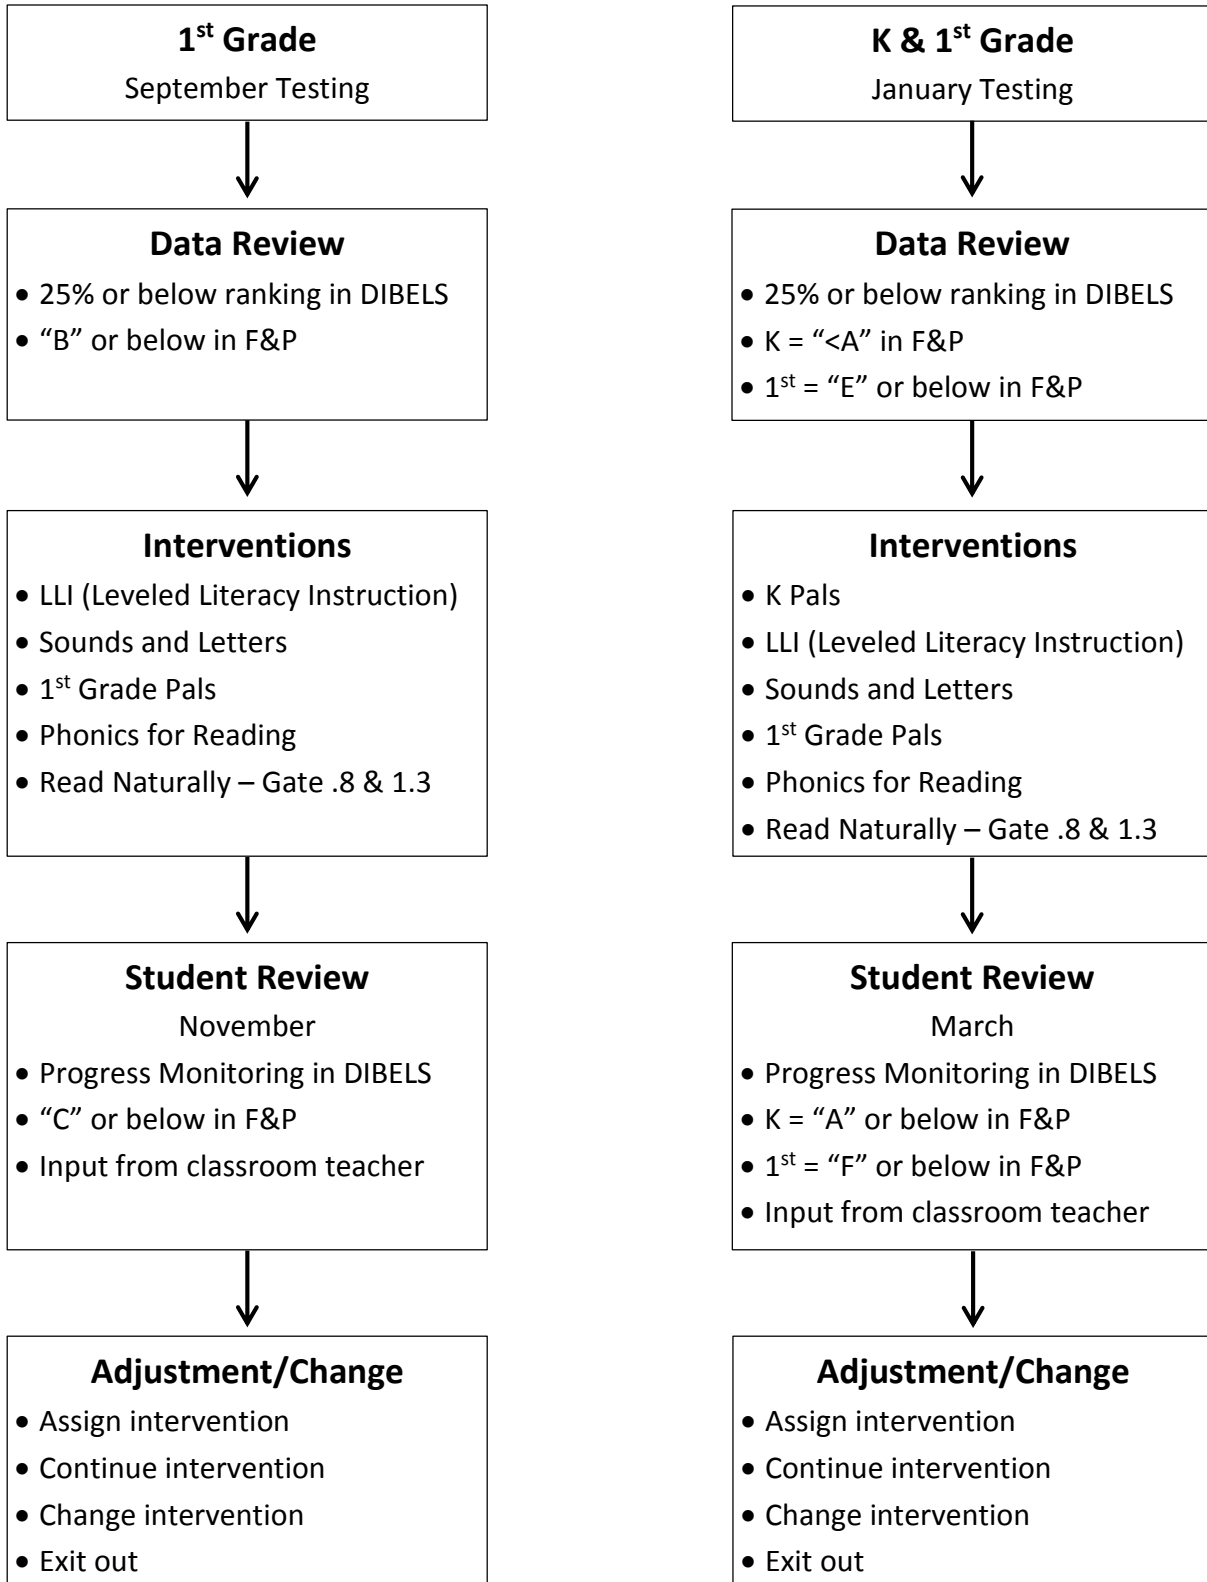 1st Grade
September Testing
Data Review
• 25% or below ranking in DIBELS
• “B” or below in F&P
Interventions
• LLI (Leveled Literacy Instruction)
• Sounds and Letters
• 1st Grade Pals
• Phonics for Reading
• Read Naturally – Gate .8 & 1.3
Student Review
November
• Progress Monitoring in DIBELS
• “C” or below in F&P
• Input from classroom teacher
Adjustment/Change
• Assign intervention
• Continue intervention
• Change intervention
• Exit out
K & 1st Grade
January Testing
Data Review
• 25% or below ranking in DIBELS
• K = “<A” in F&P
• 1st = “E” or below in F&P
Interventions
• K Pals
• LLI (Leveled Literacy Instruction)
• Sounds and Letters
• 1st Grade Pals
• Phonics for Reading
• Read Naturally – Gate .8 & 1.3
Student Review
March
• Progress Monitoring in DIBELS
• K = “A” or below in F&P
• 1st = “F” or below in F&P
• Input from classroom teacher
Adjustment/Change
• Assign intervention
• Continue intervention
• Change intervention
• Exit out